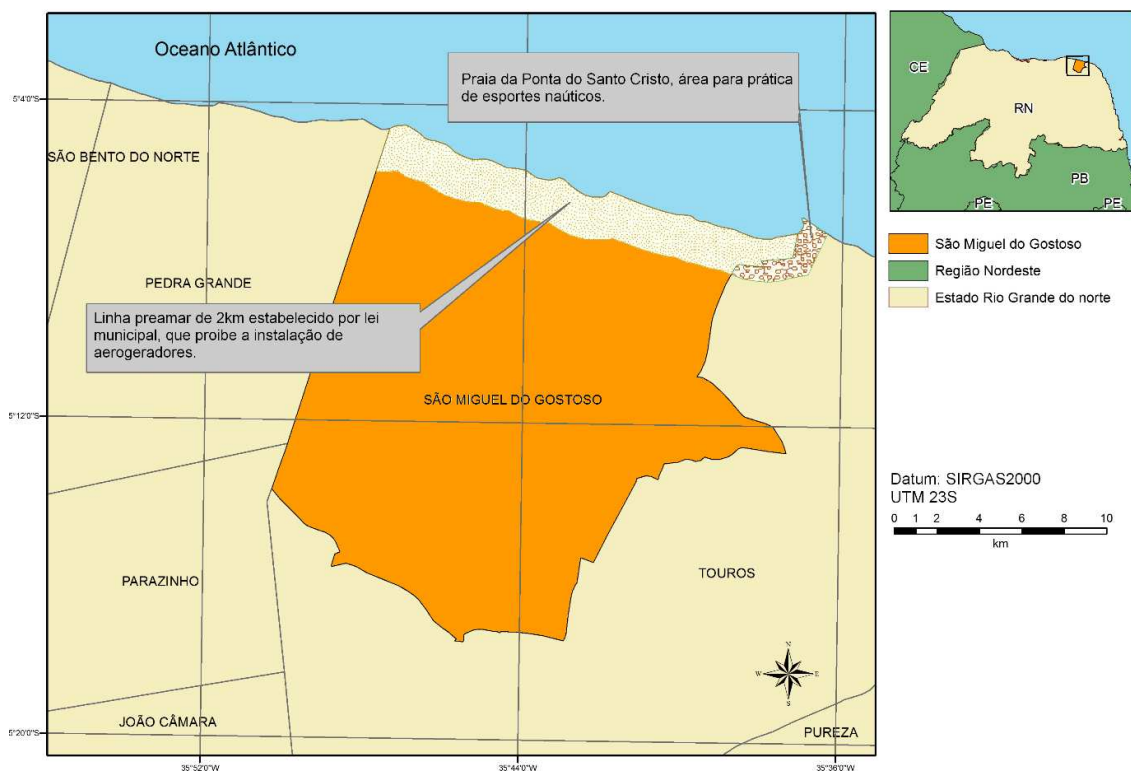 Oceano Atlântico
Praia da Ponta do Santo Cristo, área para prática
de esportes naúticos.
5°4'0"S
SÃO BENTO DO NORTE
PEDRA GRANDE
Linha preamar de 2km estabelecido por lei
municipal, que proibe a instalação de
aerogeradores.
SÃO MIGUEL DO GOSTOSO
5°12'0"S
PARAZINHO
TOUROS
N
W E
S
JOÃO CÂMARA
PUREZA
5°20'0"S
35°52'0"W
35°44'0"W
35°36'0"W
CE
RN
PB
PE
PE
São Miguel do Gostoso
Região Nordeste
Estado Rio Grande do norte
Datum: SIRGAS2000
UTM 23S
0 1 2 4 6 8 10
km